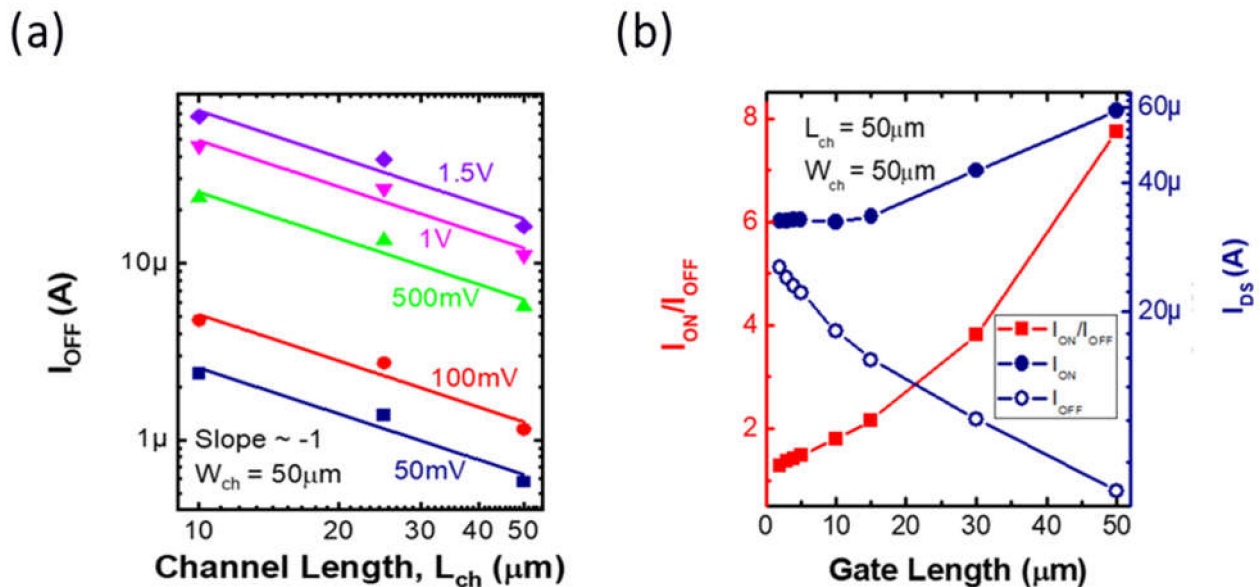 (a)
(b)
I_OFF (A)
10μ
1μ
1.5V
1V
500mV
100mV
50mV
Slope ~ -1
W_ch = 50μm
10
20
30
40
50
Channel Length, L_ch (μm)
I_ON/I_OFF
8
6
4
2
L_ch = 50μm
W_ch = 50μm
60μ
40μ
20μ
I_DS (A)
I_ON/I_OFF
I_ON
I_OFF
0
10
20
30
40
50
Gate Length (μm)